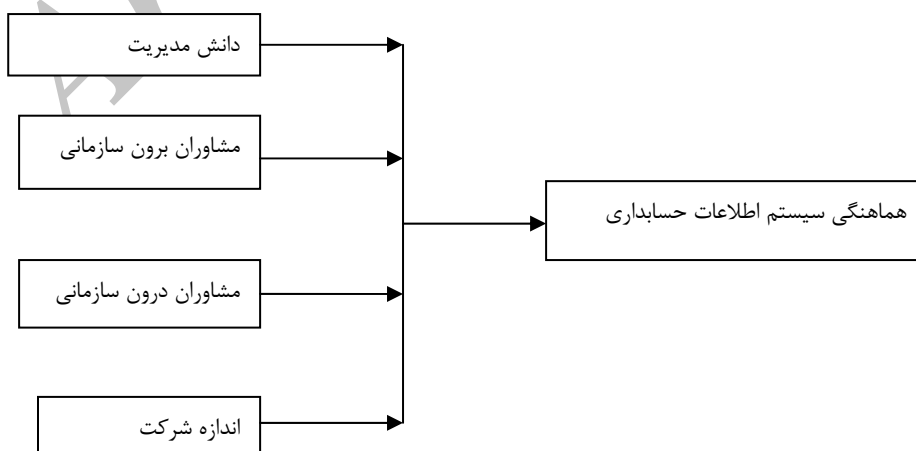 دانش مدیریت
مشاوران برون سازمانی
هماهنگی سیستم اطلاعات حسابداری
مشاوران درون سازمانی
اندازه شرکت